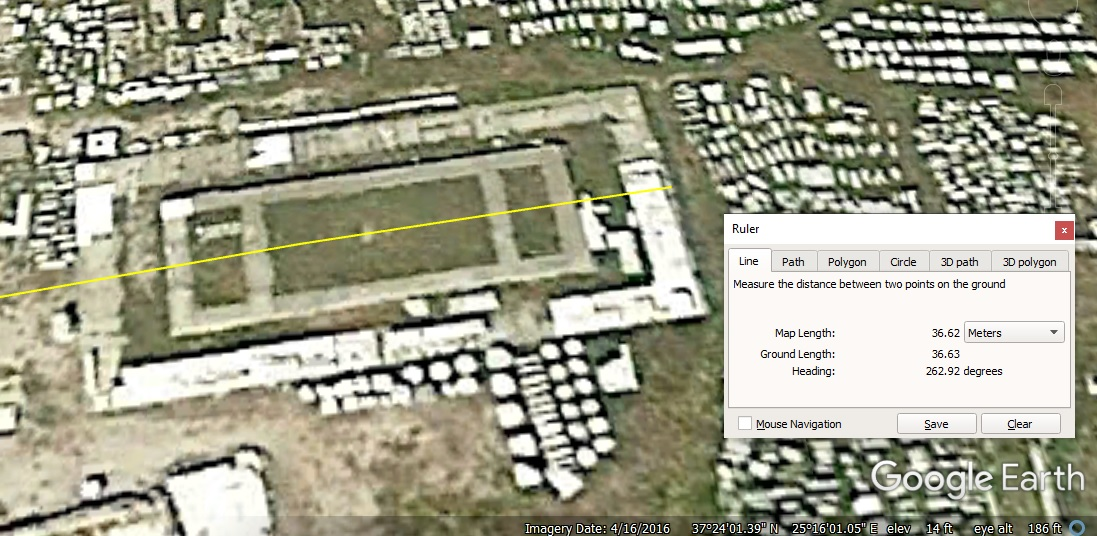 Ruler
x
Line Path Polygon Circle 3D path 3D polygon
Measure the distance between two points on the ground
Map Length: 36.62 Meters
Ground Length: 36.63
Heading: 262.92 degrees
Mouse Navigation Save Clear
Google Earth
Imagery Date: 4/16/2016 37°24'01.39" N 25°16'01.05" E elev 14 ft eye alt 186 ft